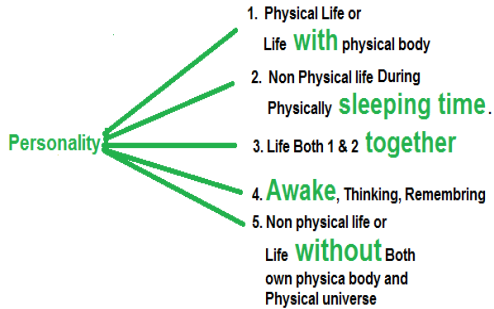 1. Physical Life or
Life with physical body
2. Non Physical life During
Physically sleeping time.
Personality
3. Life Both 1 & 2 together
4. Awake, Thinking, Remembring
5. Non physical life or
Life without Both
own physica body and
Physical universe